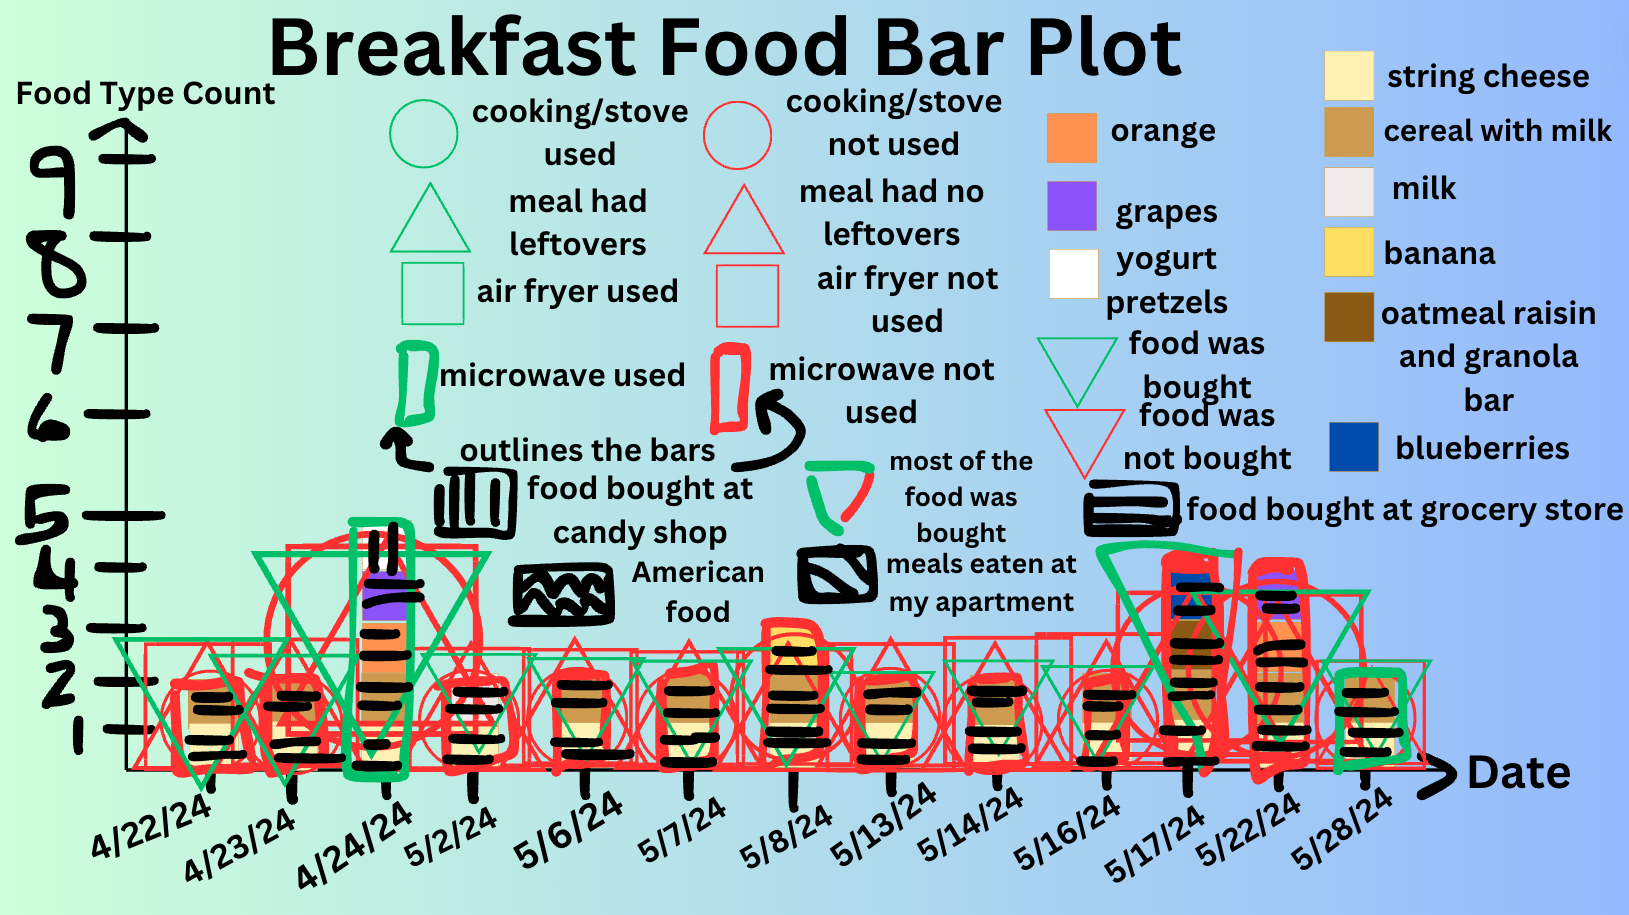 Breakfast Food Bar Plot
Food Type Count
9
8
7
6
5
4
3
2
1
cooking/stove
used
meal had
leftovers
air fryer used
microwave used
outlines the bars
food bought at
candy shop
American
food
cooking/stove
not used
meal had no
leftovers
air fryer not
used
microwave not
used
most of the
food was
bought
meals eaten at
my apartment
orange
grapes
yogurt
pretzels
food was
bought
food was
not bought
food bought at grocery store
string cheese
cereal with milk
milk
banana
oatmeal raisin
and granola
bar
blueberries
Date
4/22/24
4/23/24
4/24/24
5/2/24
5/6/24
5/7/24
5/8/24
5/13/24
5/14/24
5/16/24
5/17/24
5/22/24
5/28/24